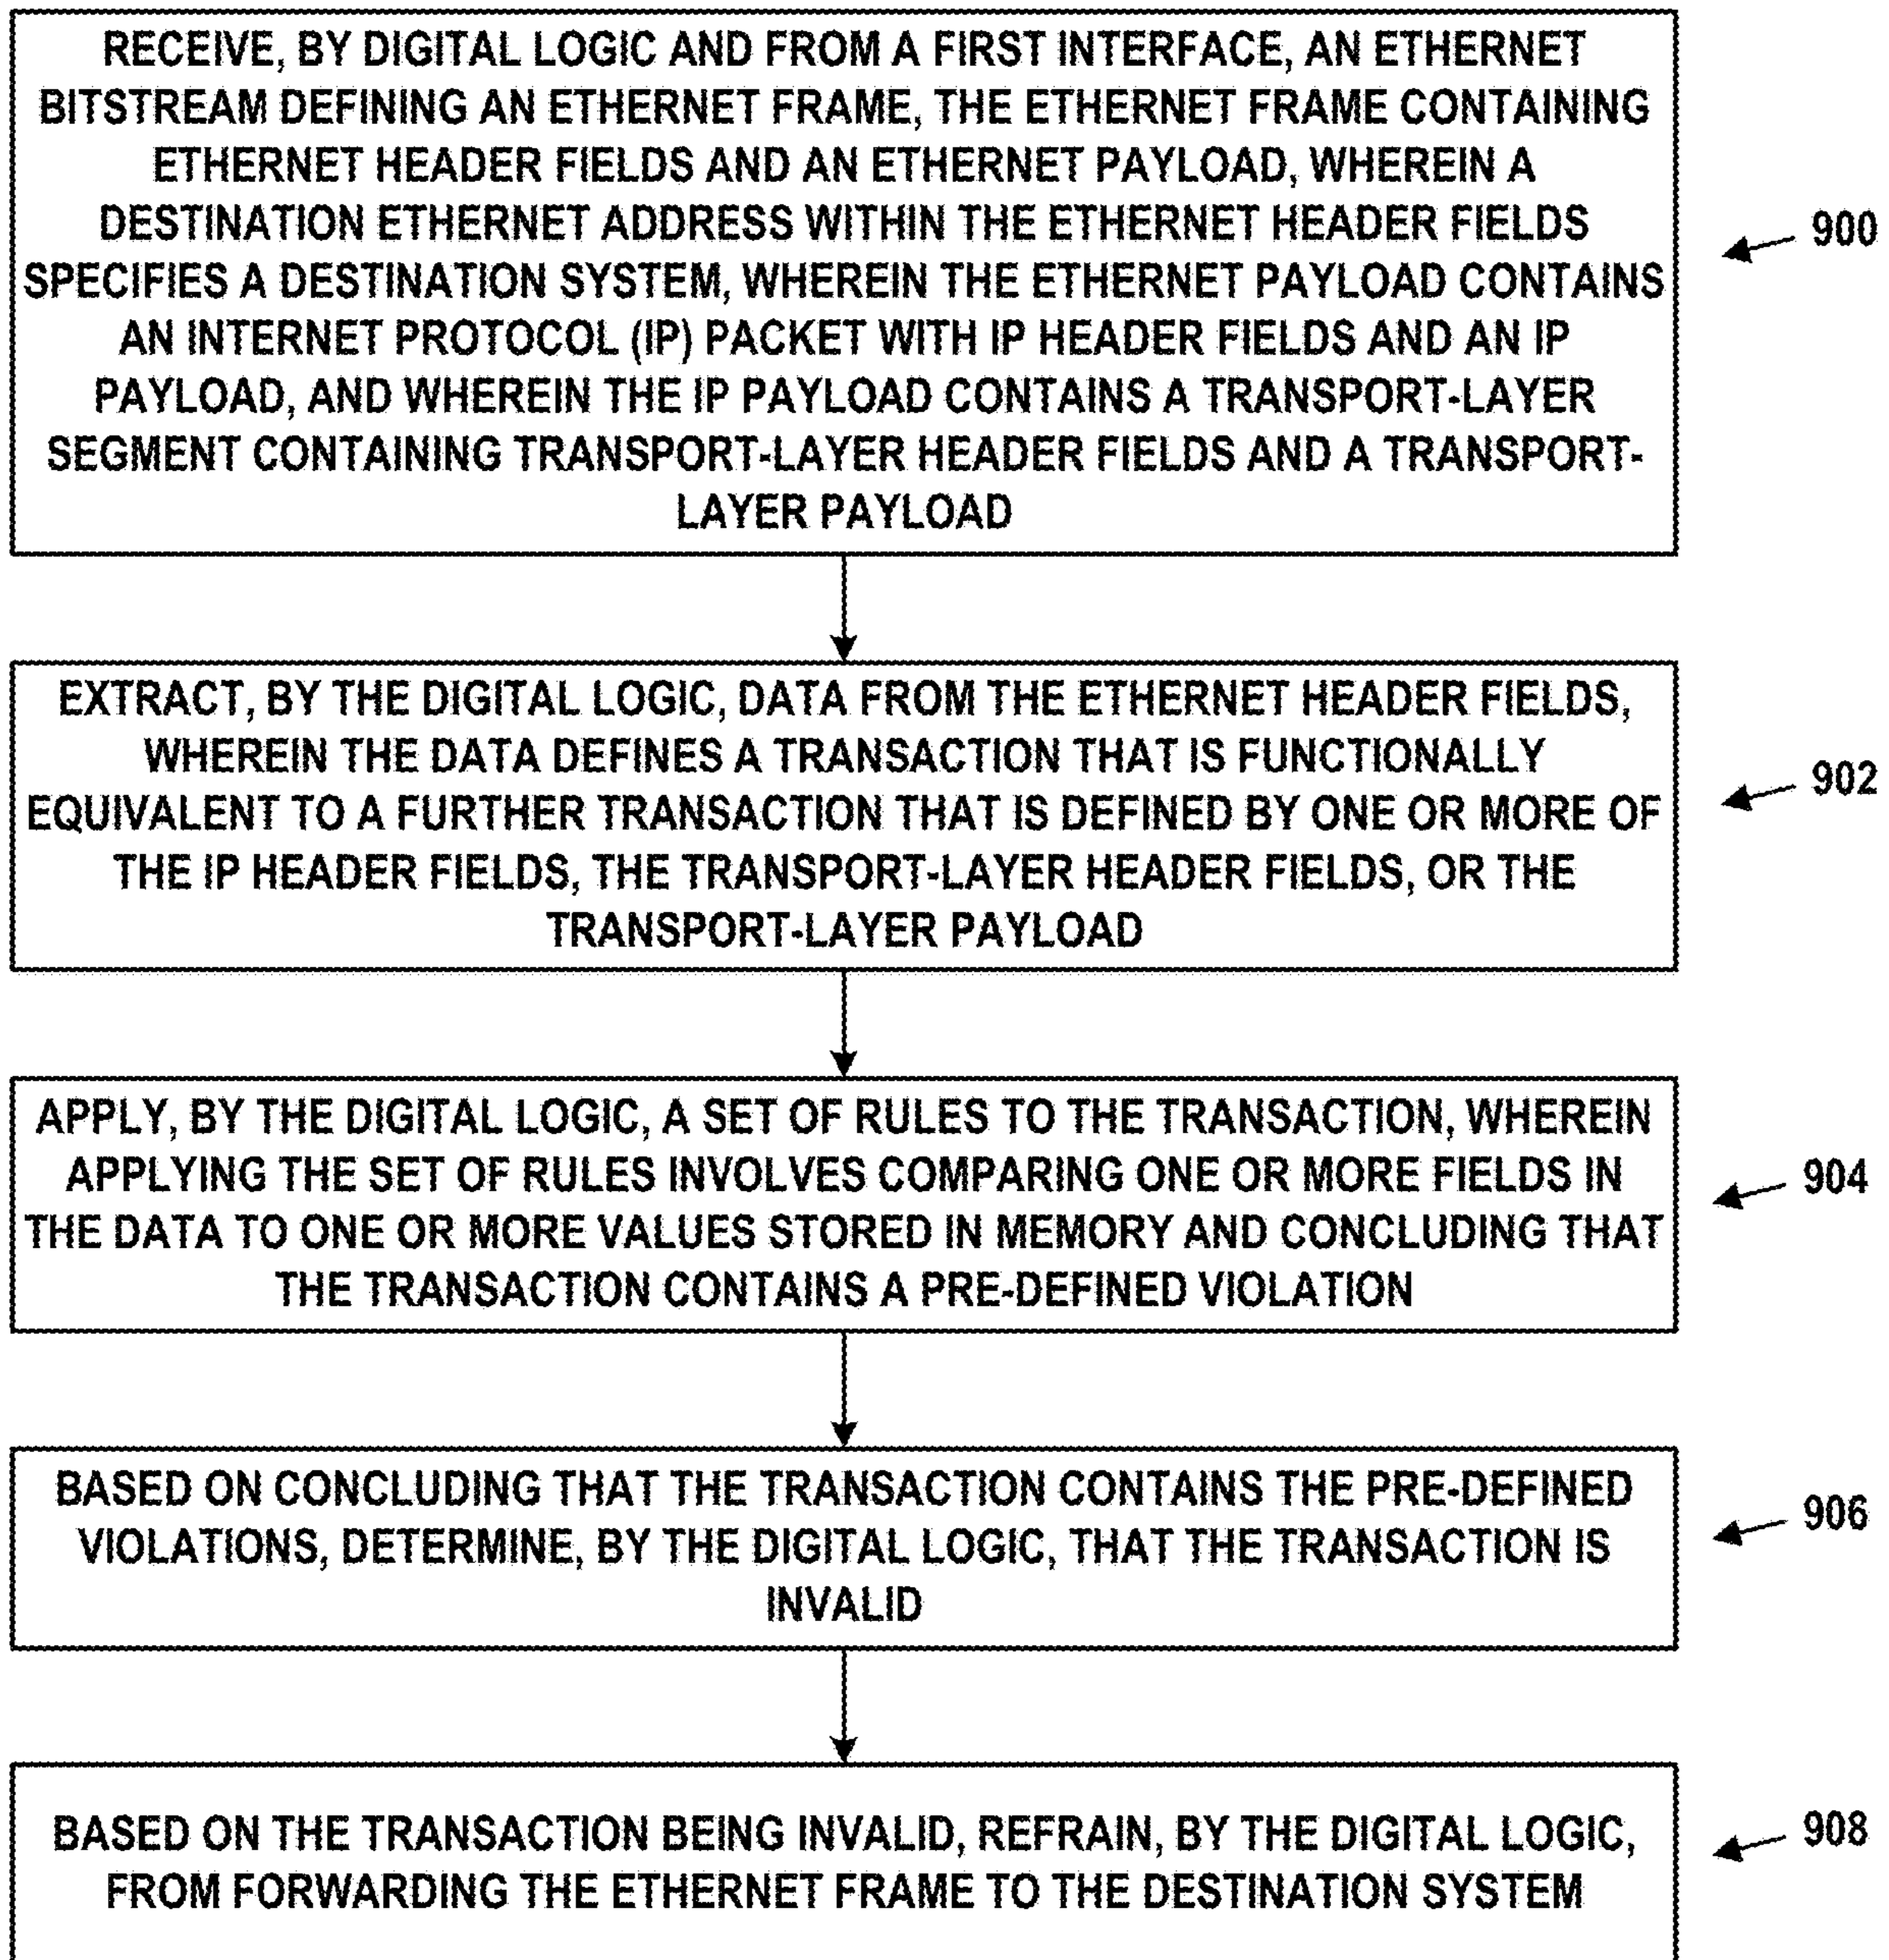 RECEIVE, BY DIGITAL LOGIC AND FROM A FIRST INTERFACE, AN ETHERNET
BITSTREAM DEFINING AN ETHERNET FRAME, THE ETHERNET FRAME CONTAINING
ETHERNET HEADER FIELDS AND AN ETHERNET PAYLOAD, WHEREIN A
DESTINATION ETHERNET ADDRESS WITHIN THE ETHERNET HEADER FIELDS
SPECIFIES A DESTINATION SYSTEM, WHEREIN THE ETHERNET PAYLOAD CONTAINS
AN INTERNET PROTOCOL (IP) PACKET WITH IP HEADER FIELDS AND AN IP
PAYLOAD, AND WHEREIN THE IP PAYLOAD CONTAINS A TRANSPORT-LAYER
SEGMENT CONTAINING TRANSPORT-LAYER HEADER FIELDS AND A TRANSPORT-
LAYER PAYLOAD
900
EXTRACT, BY THE DIGITAL LOGIC, DATA FROM THE ETHERNET HEADER FIELDS,
WHEREIN THE DATA DEFINES A TRANSACTION THAT IS FUNCTIONALLY
EQUIVALENT TO A FURTHER TRANSACTION THAT IS DEFINED BY ONE OR MORE OF
THE IP HEADER FIELDS, THE TRANSPORT-LAYER HEADER FIELDS, OR THE
TRANSPORT-LAYER PAYLOAD
902
APPLY, BY THE DIGITAL LOGIC, A SET OF RULES TO THE TRANSACTION, WHEREIN
APPLYING THE SET OF RULES INVOLVES COMPARING ONE OR MORE FIELDS IN
THE DATA TO ONE OR MORE VALUES STORED IN MEMORY AND CONCLUDING THAT
THE TRANSACTION CONTAINS A PRE-DEFINED VIOLATION
904
BASED ON CONCLUDING THAT THE TRANSACTION CONTAINS THE PRE-DEFINED
VIOLATIONS, DETERMINE, BY THE DIGITAL LOGIC, THAT THE TRANSACTION IS
INVALID
906
BASED ON THE TRANSACTION BEING INVALID, REFRAIN, BY THE DIGITAL LOGIC,
FROM FORWARDING THE ETHERNET FRAME TO THE DESTINATION SYSTEM
908